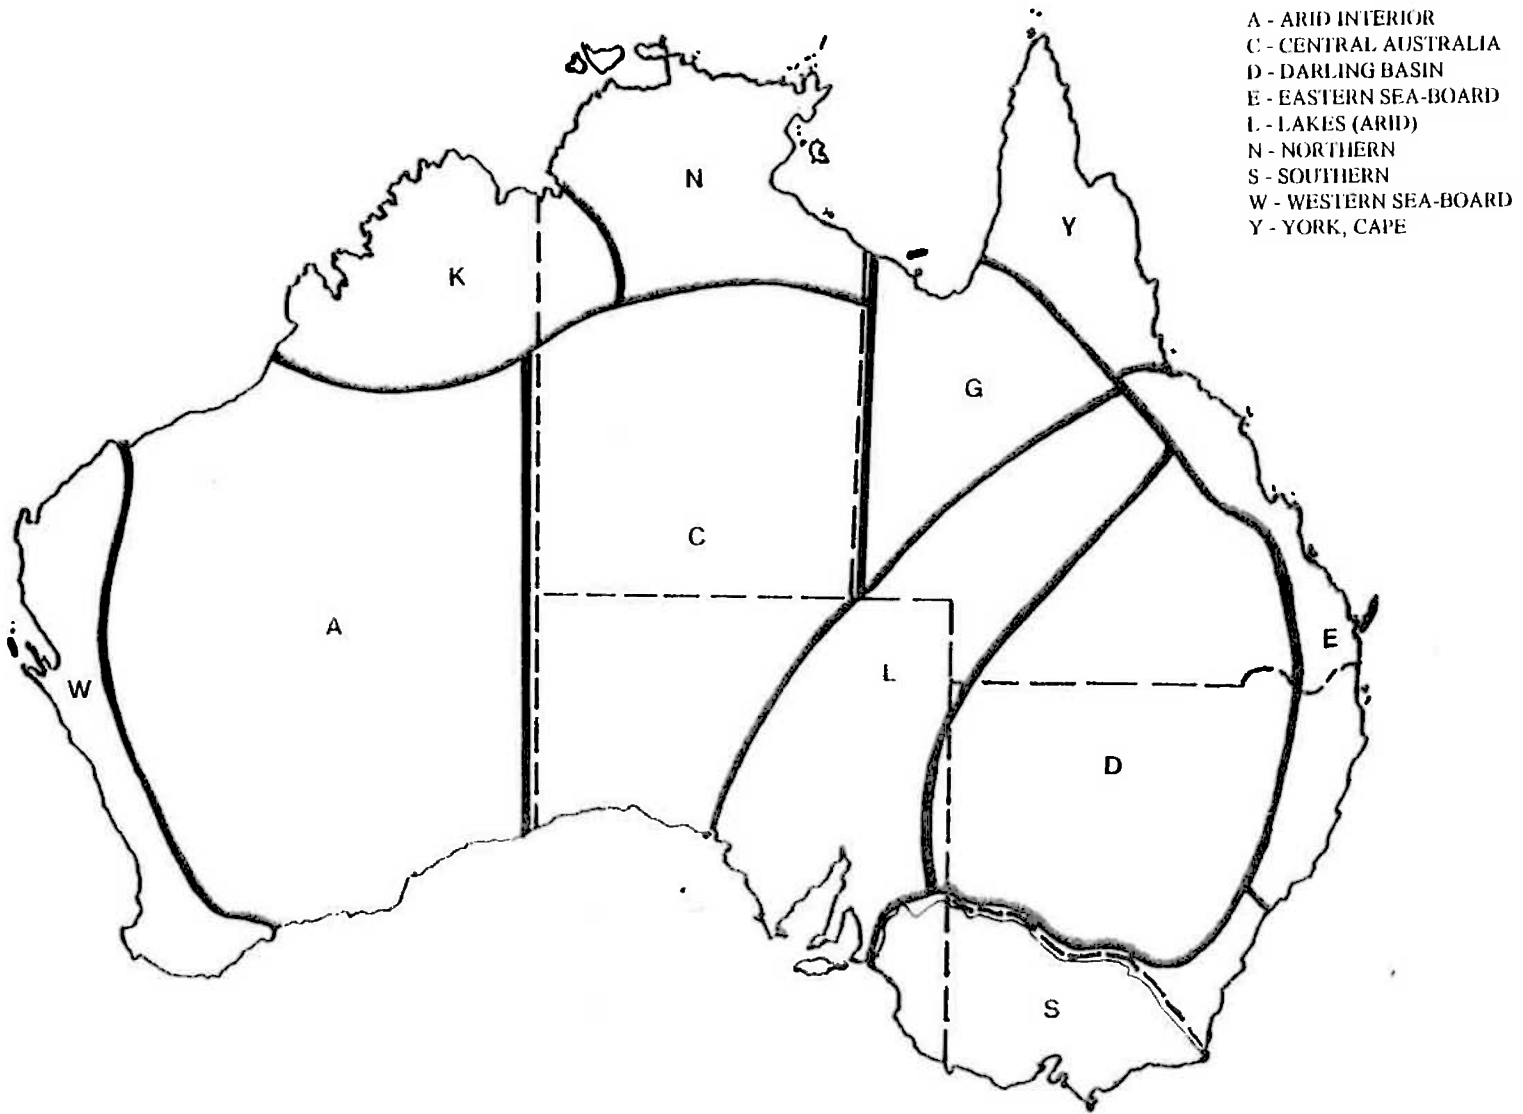 A - ARID INTERIOR
C - CENTRAL AUSTRALIA
D - DARLING BASIN
E - EASTERN SEA-BOARD
L - LAKES (ARID)
N - NORTHERN
S - SOUTHERN
W - WESTERN SEA-BOARD
Y - YORK, CAPE
N
Y
K
G
C
A
E
L
W
D
S